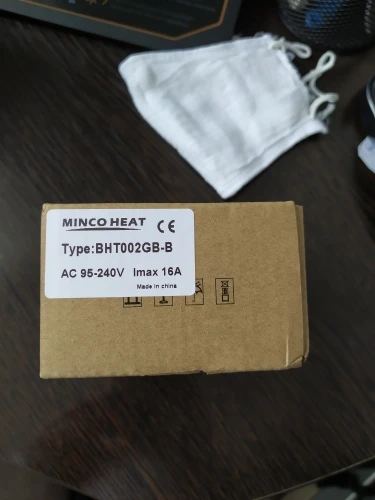 MINCO HEAT CE
Type:BHT002GB-B
AC 95-240V Imax 16A
Made in china